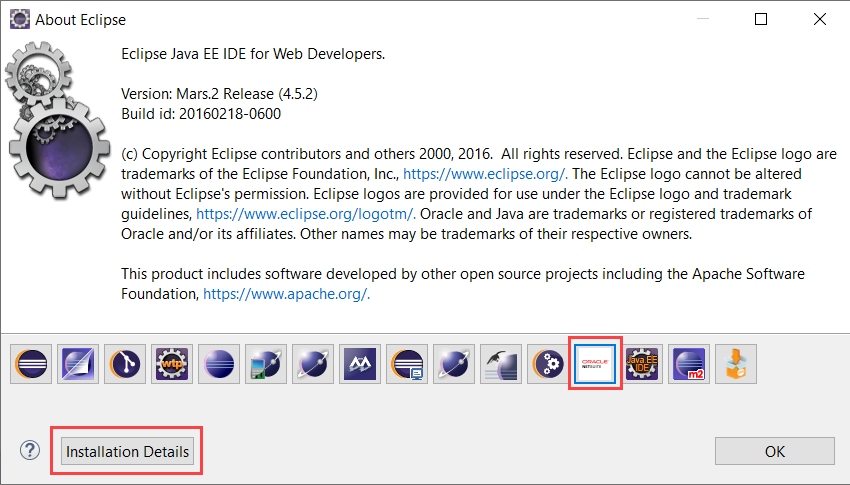 About Eclipse
Eclipse Java EE IDE for Web Developers.
Version: Mars.2 Release (4.5.2)
Build id: 20160218-0600
(c) Copyright Eclipse contributors and others 2000, 2016.  All rights reserved. Eclipse and the Eclipse logo are
trademarks of the Eclipse Foundation, Inc., https://www.eclipse.org/. The Eclipse logo cannot be altered
without Eclipse's permission. Eclipse logos are provided for use under the Eclipse logo and trademark
guidelines, https://www.eclipse.org/logotm/. Oracle and Java are trademarks or registered trademarks of
Oracle and/or its affiliates. Other names may be trademarks of their respective owners.
This product includes software developed by other open source projects including the Apache Software
Foundation, https://www.apache.org/.
wtp
ORACLE
NETSUITE
Java EE
IDE
m2
?
Installation Details
OK